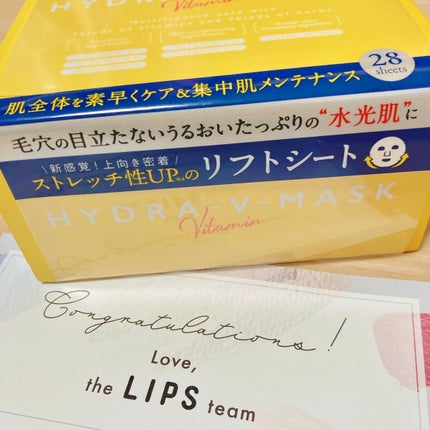 HYDRA-V-MASK
Vitamin
肌全体を素早くケア&集中肌メンテナンス
28
sheets
毛穴の目立たないうるおいたっぷりの"水光肌"に
\新感覚!上向き密着/
ストレッチ性UP※の リフトシート
HYDRA-V-MASK
Vitamin
Congratulations!
Love,
the LIPS team